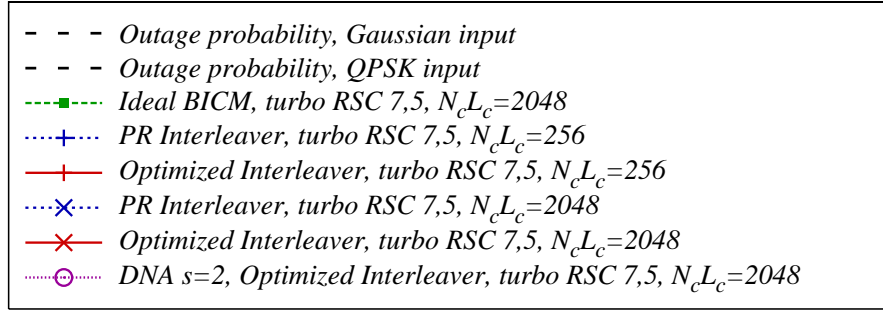 Outage probability, Gaussian input
Outage probability, QPSK input
Ideal BICM, turbo RSC 7,5, N_cL_c=2048
PR Interleaver, turbo RSC 7,5, N_cL_c=256
Optimized Interleaver, turbo RSC 7,5, N_cL_c=256
PR Interleaver, turbo RSC 7,5, N_cL_c=2048
Optimized Interleaver, turbo RSC 7,5, N_cL_c=2048
DNA s=2, Optimized Interleaver, turbo RSC 7,5, N_cL_c=2048